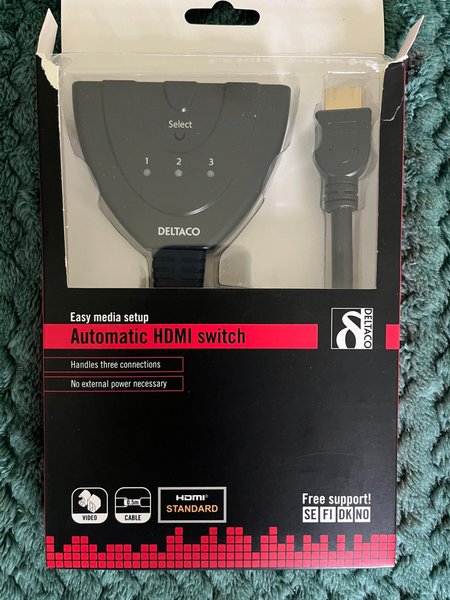 Select
1 2 3
DELTACO
Easy media setup
Automatic HDMI switch
DELTACO
Handles three connections
No external power necessary
VIDEO
0.5m
CABLE
HDMI®
STANDARD
Free support!
SE FI DK NO